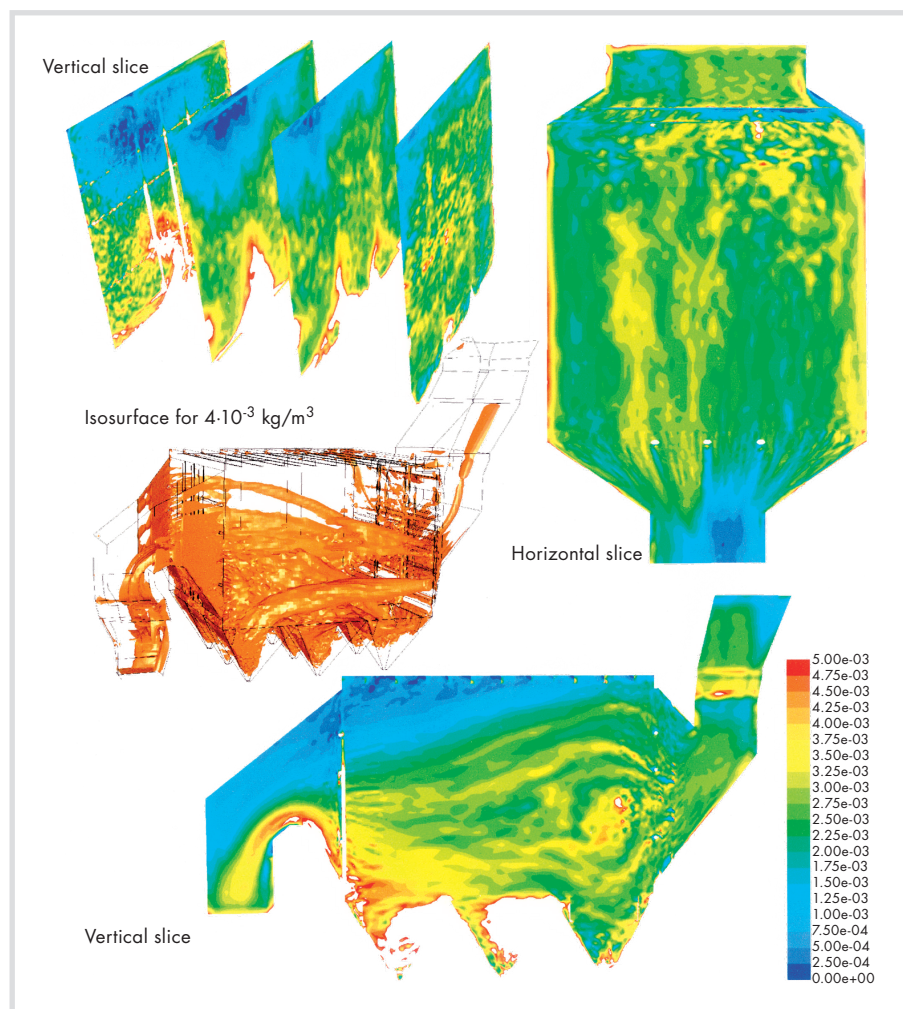 Vertical slice
Isosurface for 4·10⁻³ kg/m³
Horizontal slice
Vertical slice
5.00e-03
4.75e-03
4.50e-03
4.25e-03
4.00e-03
3.75e-03
3.50e-03
3.25e-03
3.00e-03
2.75e-03
2.50e-03
2.25e-03
2.00e-03
1.75e-03
1.50e-03
1.25e-03
1.00e-03
7.50e-04
5.00e-04
2.50e-04
0.00e+00